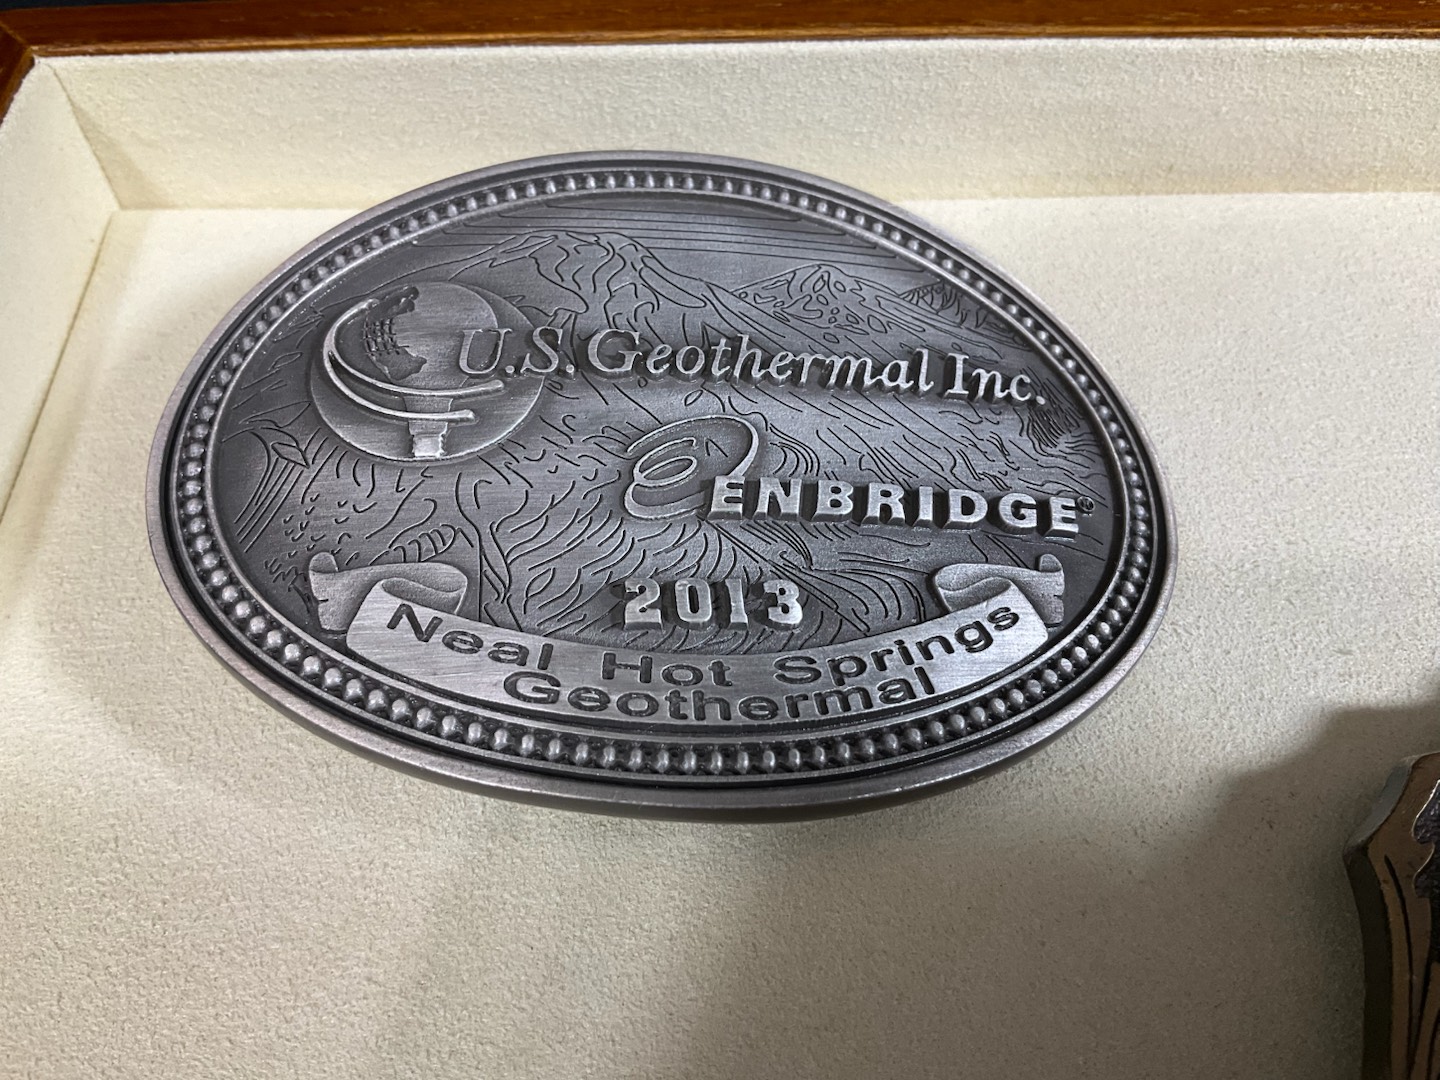 U.S. Geothermal Inc.
ENBRIDGE®
2013
Neal Hot Springs
Geothermal